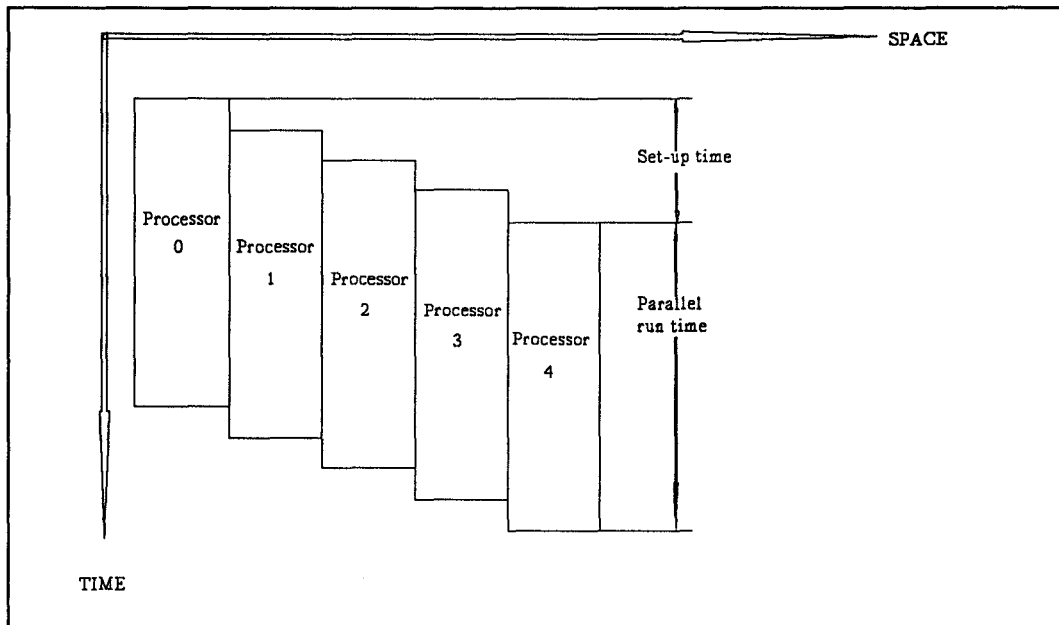 SPACE
Set-up time
Processor
0
Processor
1
Processor
2
Processor
3
Processor
4
Parallel
run time
TIME